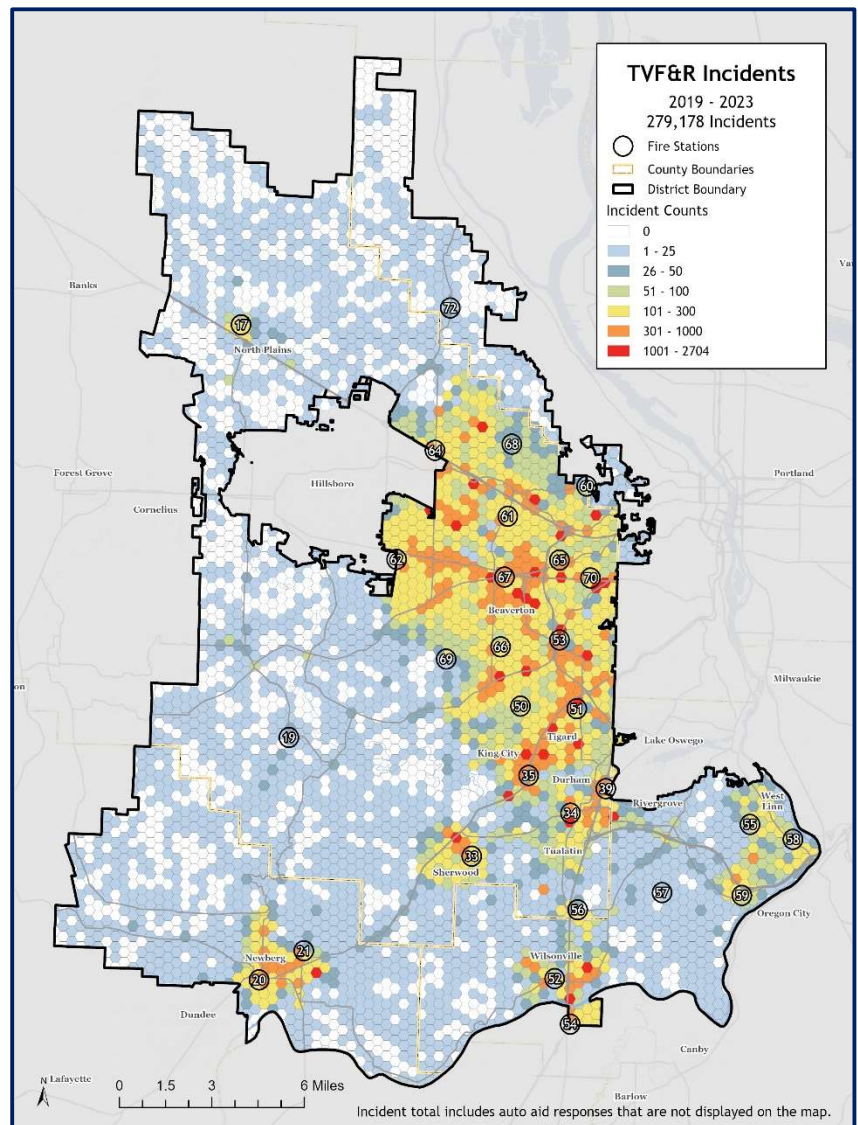 TVF&R Incidents
2019 - 2023
279,178 Incidents
Fire Stations
County Boundaries
District Boundary
Incident Counts
0
1 - 25
26 - 50
51 - 100
101 - 300
301 - 1000
1001 - 2704
Banks
72
17
North Plains
68
64
Forest Grove
Hillsboro
60
Portland
Cornelius
61
62
65
67
70
Beaverton
53
66
69
Milwaukie
50
51
19
Tigard
Lake Oswego
King City
35
Durham
39
Rivergrove
West
Linn
34
55
58
Tualatin
33
Sherwood
57
59
56
Oregon City
21
Newberg
20
Wilsonville
52
Dundee
54
Canby
N
Lafayette
0 1.5 3 6 Miles
Barlow
Incident total includes auto aid responses that are not displayed on the map.